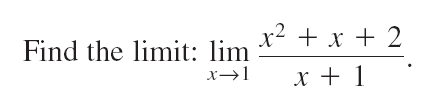 Find the limit: lim x→1 (x² + x + 2)/(x + 1).